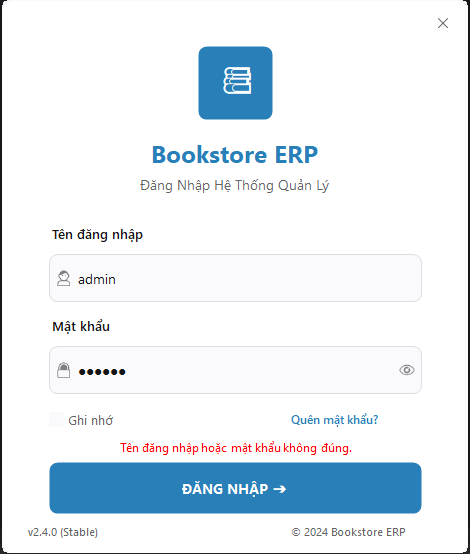 Bookstore ERP
Đăng Nhập Hệ Thống Quản Lý
Tên đăng nhập
admin
Mật khẩu
●●●●●●
Ghi nhớ
Quên mật khẩu?
Tên đăng nhập hoặc mật khẩu không đúng.
ĐĂNG NHẬP ➔
v2.4.0 (Stable)
© 2024 Bookstore ERP